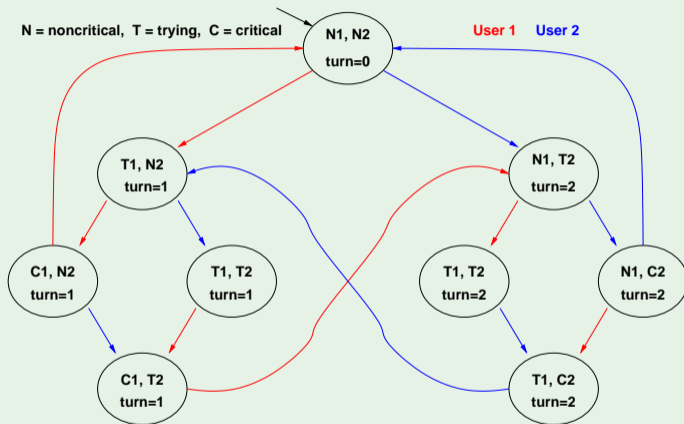 N = noncritical, T = trying, C = critical
User 1 User 2
N1, N2
turn=0
T1, N2
turn=1
N1, T2
turn=2
C1, N2
turn=1
T1, T2
turn=1
T1, T2
turn=2
N1, C2
turn=2
C1, T2
turn=1
T1, C2
turn=2